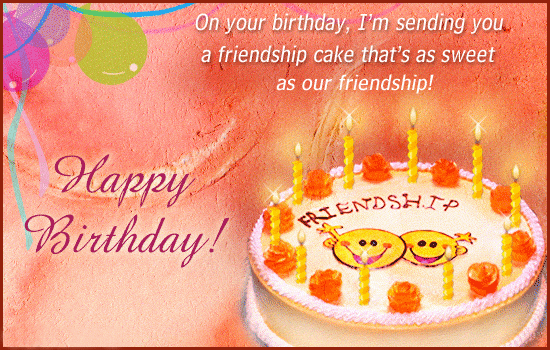 On your birthday, I'm sending you
a friendship cake that's as sweet
as our friendship!
Happy
Birthday!
FRIENDSHIP